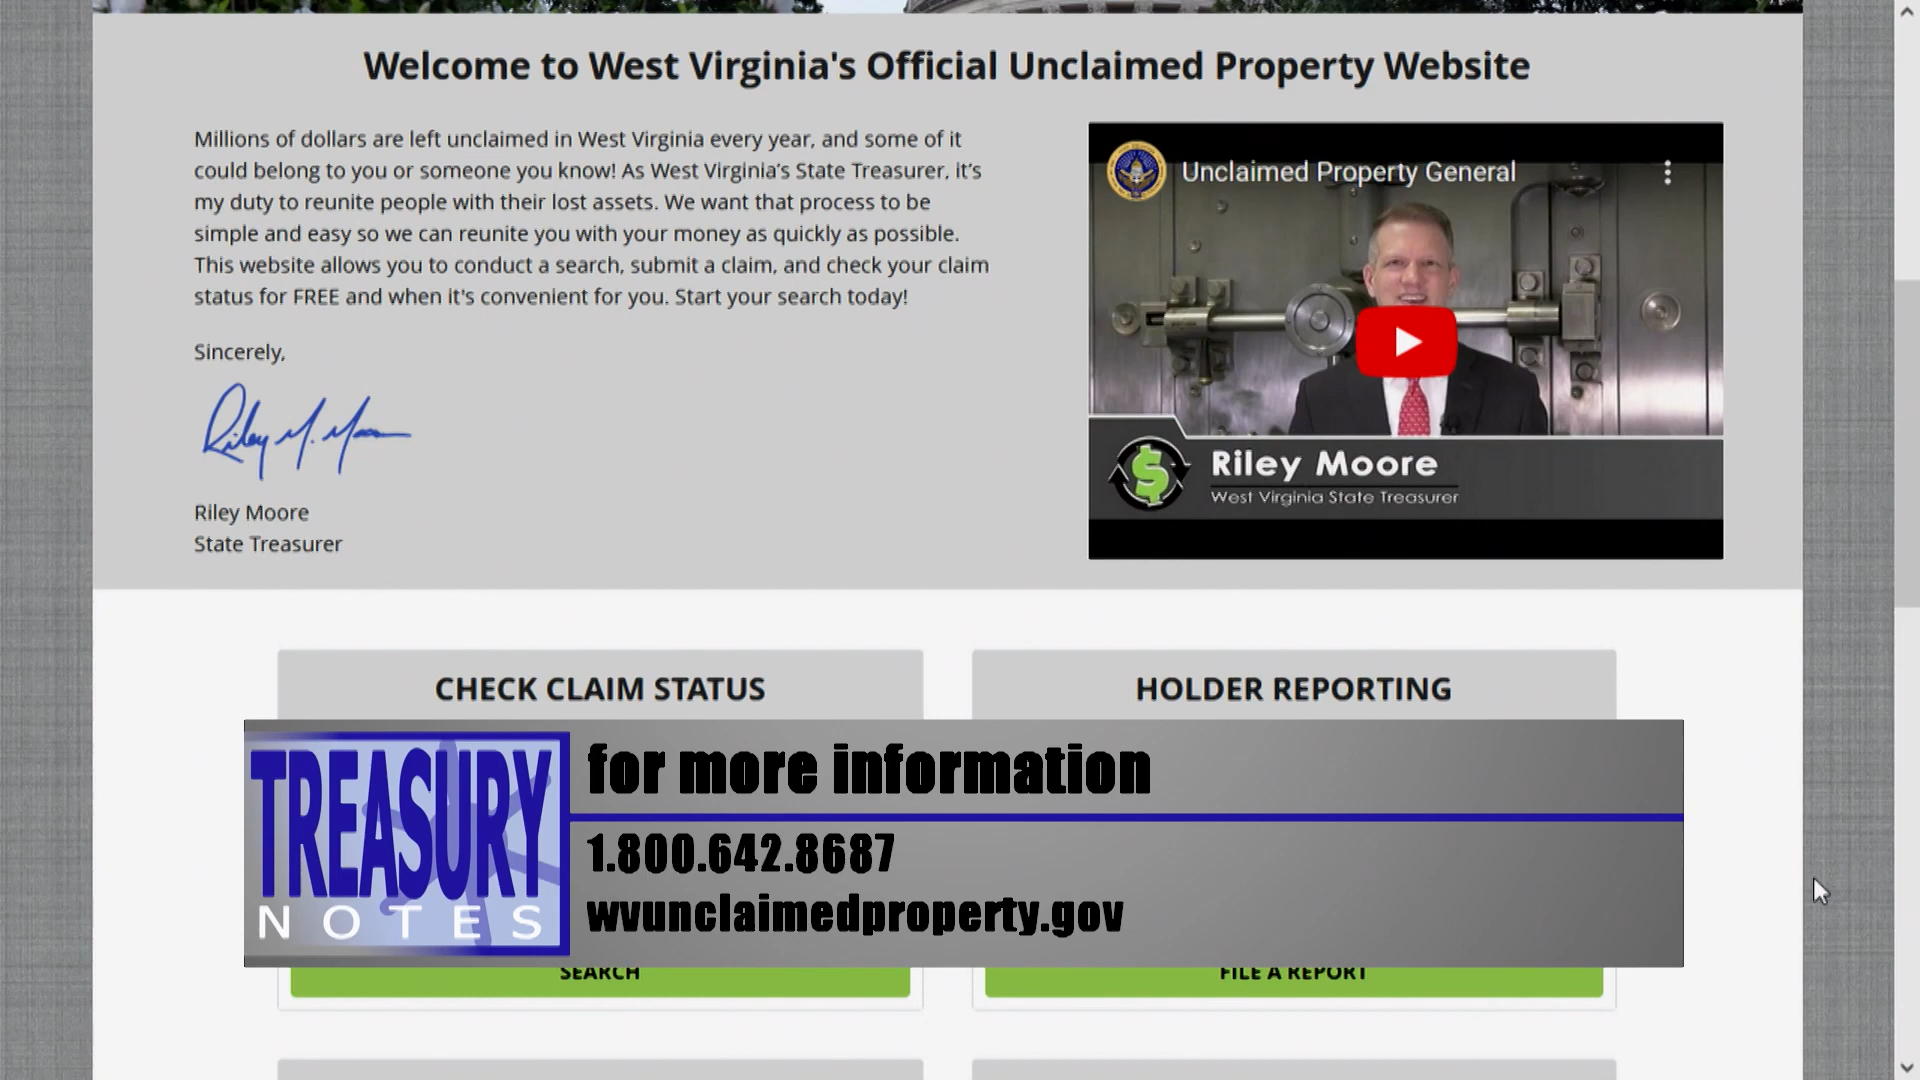 Welcome to West Virginia's Official Unclaimed Property Website
Millions of dollars are left unclaimed in West Virginia every year, and some of it
could belong to you or someone you know! As West Virginia's State Treasurer, it's
my duty to reunite people with their lost assets. We want that process to be
simple and easy so we can reunite you with your money as quickly as possible.
This website allows you to conduct a search, submit a claim, and check your claim
status for FREE and when it's convenient for you. Start your search today!
Sincerely,
Riley M. Moore
Riley Moore
State Treasurer
Unclaimed Property General
$
Riley Moore
West Virginia State Treasurer
CHECK CLAIM STATUS
HOLDER REPORTING
TREASURY
NOTES
for more information
1.800.642.8687
wvunclaimedproperty.gov
SEARCH
FILE A REPORT